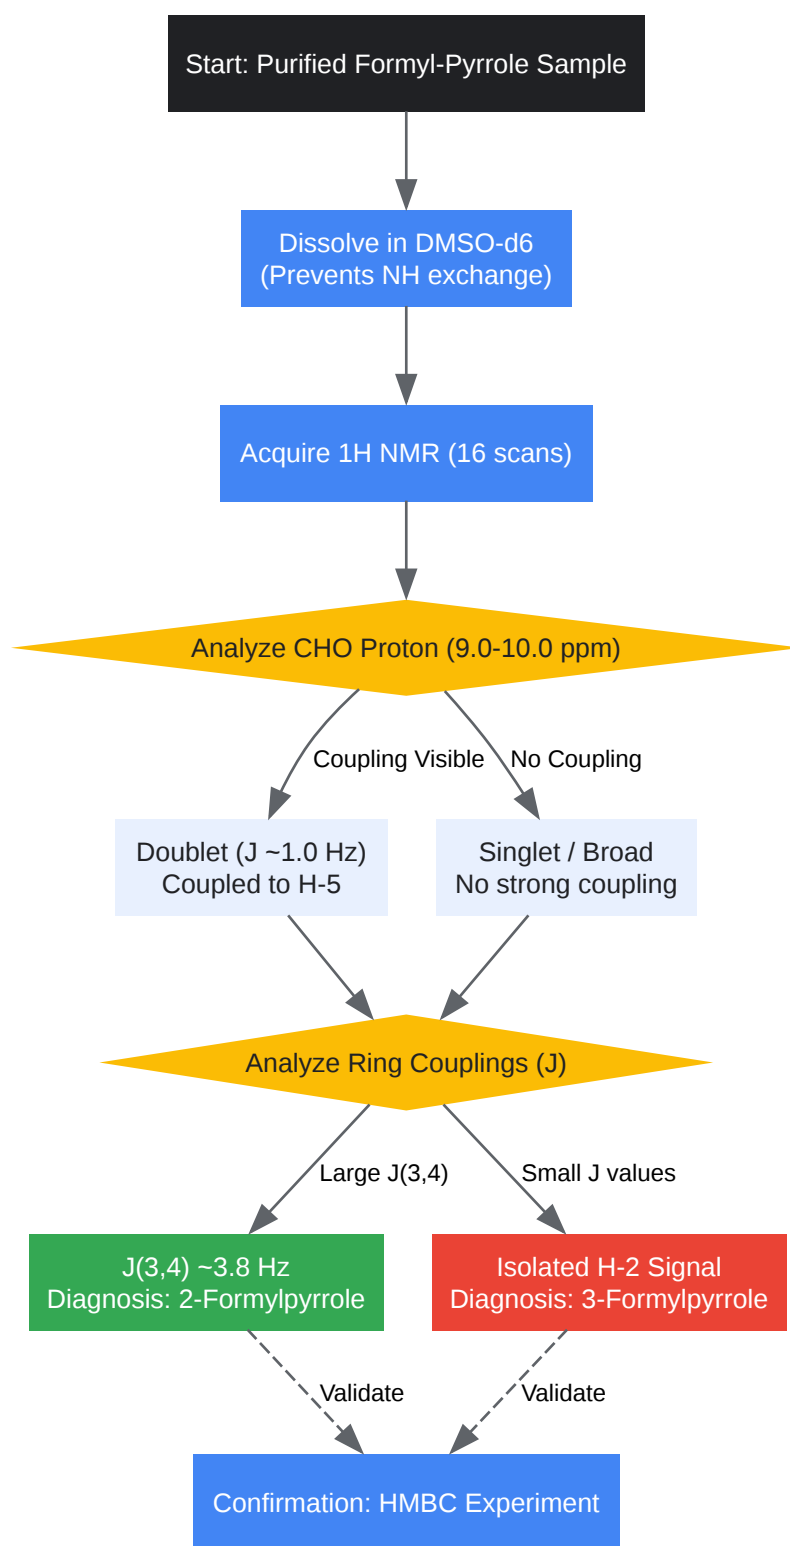 Start: Purified Formyl-Pyrrole Sample
Dissolve in DMSO-d6
(Prevents NH exchange)
Acquire 1H NMR (16 scans)
Analyze CHO Proton (9.0-10.0 ppm)
Coupling Visible
No Coupling
Doublet (J ~1.0 Hz)
Coupled to H-5
Singlet / Broad
No strong coupling
Analyze Ring Couplings (J)
Large J(3,4)
Small J values
J(3,4) ~3.8 Hz
Diagnosis: 2-Formylpyrrole
Isolated H-2 Signal
Diagnosis: 3-Formylpyrrole
Validate
Validate
Confirmation: HMBC Experiment